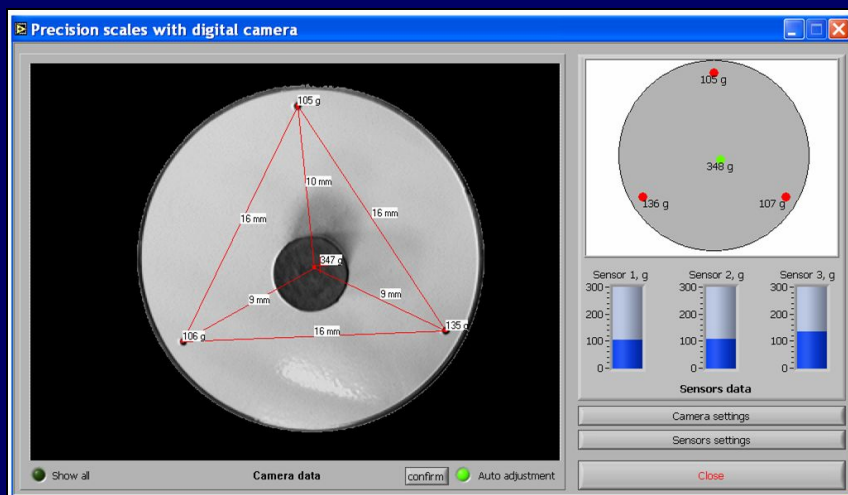 Precision scales with digital camera
105 g
10 mm
16 mm
16 mm
347 g
9 mm
9 mm
106 g
16 mm
135 g
Show all
Camera data
confirm
Auto adjustment
105 g
348 g
136 g
107 g
Sensor 1, g
Sensor 2, g
Sensor 3, g
300
200
100
0
300
200
100
0
300
200
100
0
Sensors data
Camera settings
Sensors settings
Close